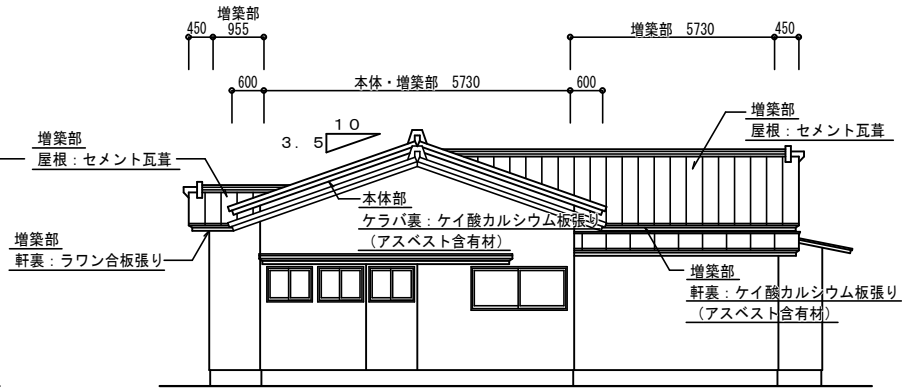 増築部
450 955
増築部 5730 450
600 本体・増築部 5730 600
10
3.5
増築部
屋根：セメント瓦葺
増築部
屋根：セメント瓦葺
本体部
ケラバ裏：ケイ酸カルシウム板張り
（アスベスト含有材）
増築部
軒裏：ラワン合板張り
増築部
軒裏：ケイ酸カルシウム板張り
（アスベスト含有材）